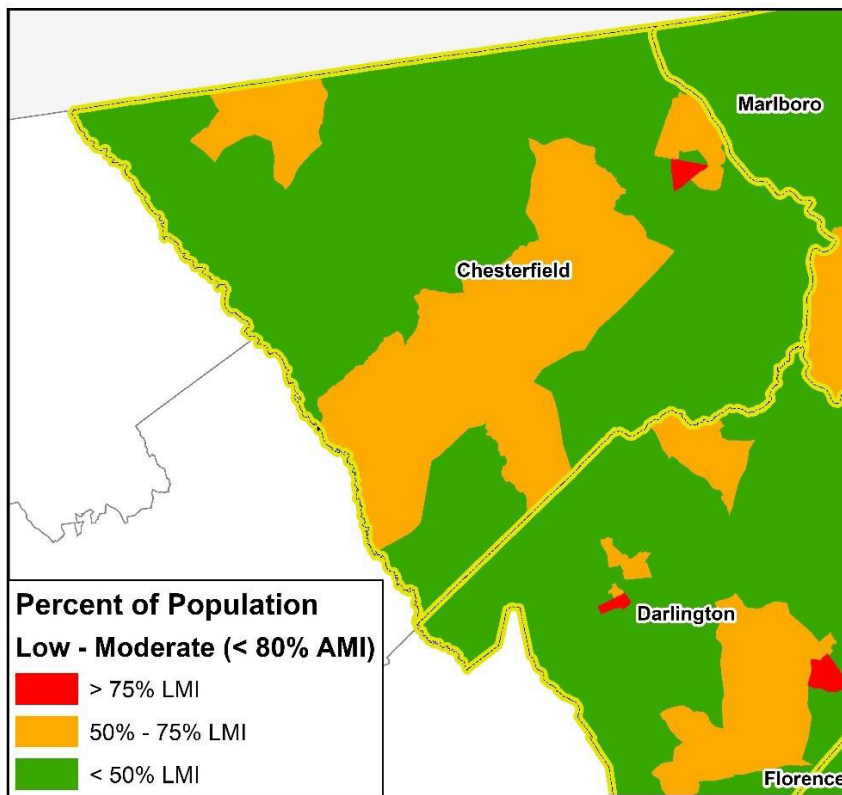 Marlboro
Chesterfield
Darlington
Florence
Percent of Population
Low - Moderate (< 80% AMI)
> 75% LMI
50% - 75% LMI
< 50% LMI